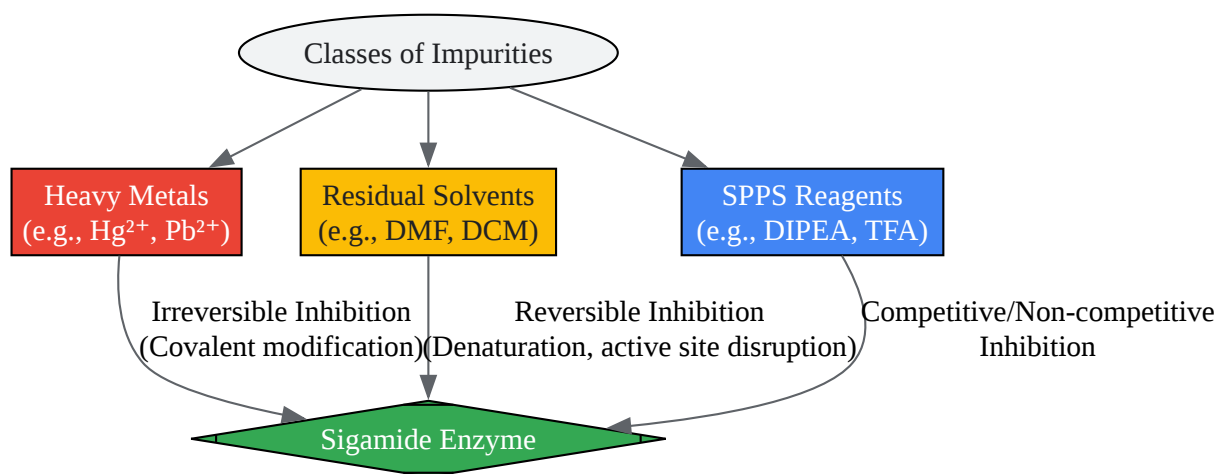 Classes of Impurities
Heavy Metals
(e.g., Hg²⁺, Pb²⁺)
Residual Solvents
(e.g., DMF, DCM)
SPPS Reagents
(e.g., DIPEA, TFA)
Irreversible Inhibition
(Covalent modification)
Reversible Inhibition
(Denaturation, active site disruption)
Competitive/Non-competitive
Inhibition
Sigamide Enzyme